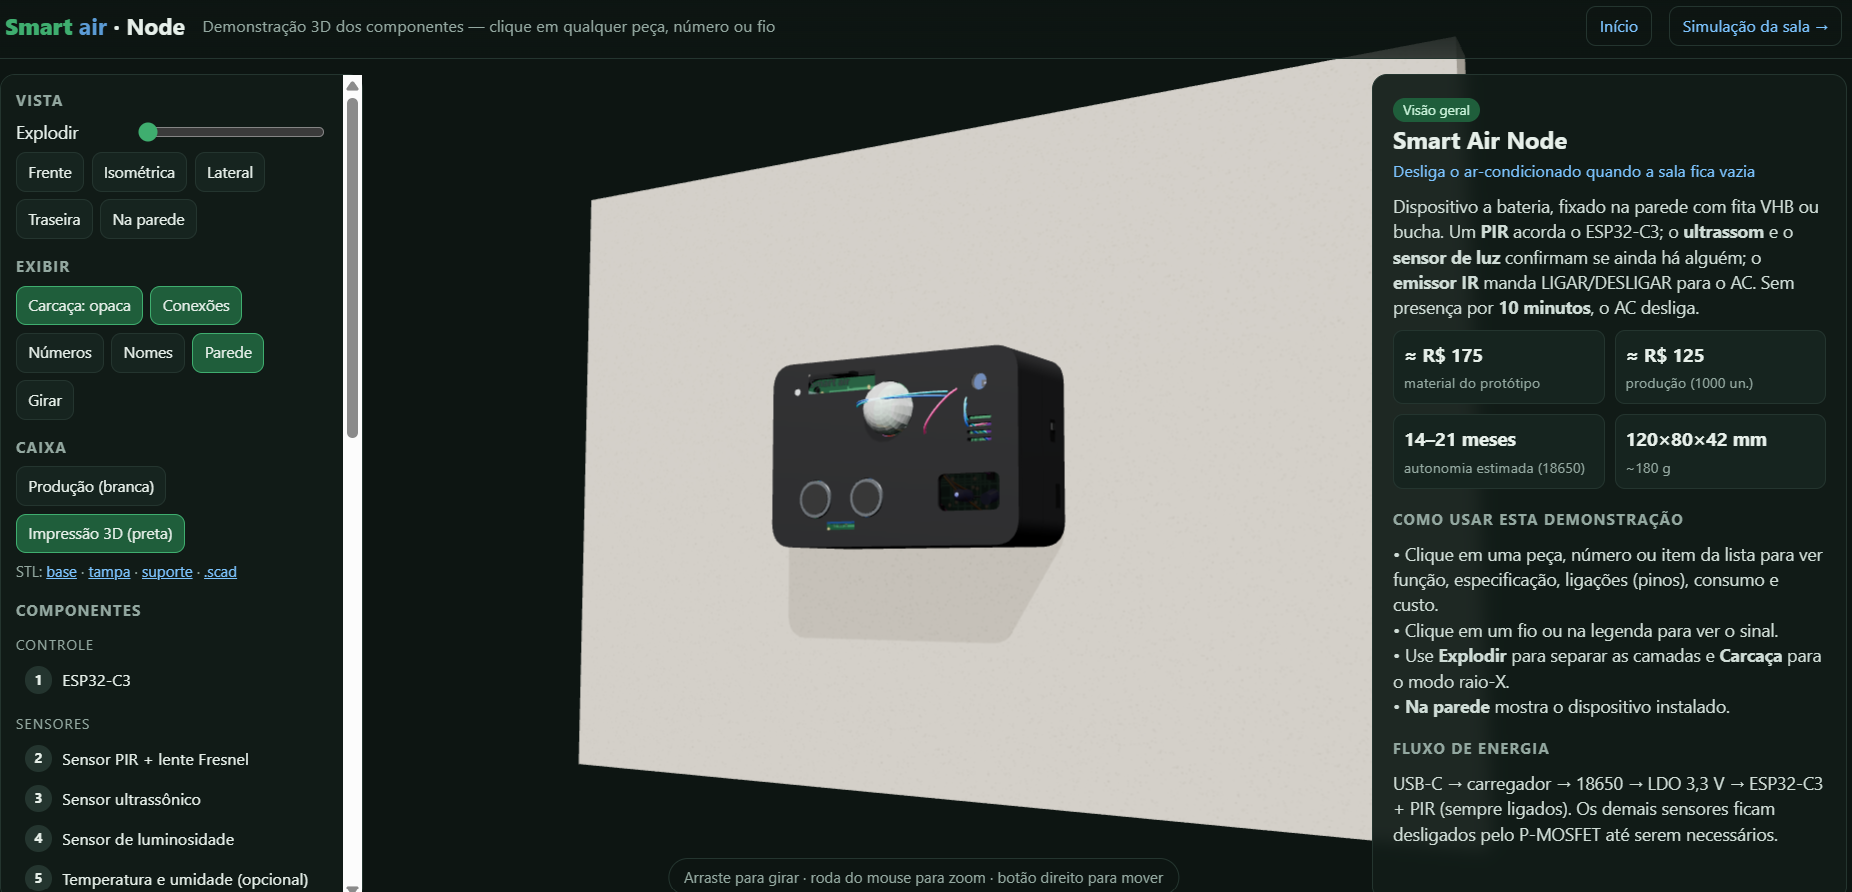 Smart air · Node
Demonstração 3D dos componentes — clique em qualquer peça, número ou fio
Início
Simulação da sala →
VISTA
Explodir
Frente
Isométrica
Lateral
Traseira
Na parede
EXIBIR
Carcaça: opaca
Conexões
Números
Nomes
Parede
Girar
CAIXA
Produção (branca)
Impressão 3D (preta)
STL: base · tampa · suporte · .scad
COMPONENTES
CONTROLE
1 ESP32-C3
SENSORES
2 Sensor PIR + lente Fresnel
3 Sensor ultrassônico
4 Sensor de luminosidade
5 Temperatura e umidade (opcional)
Arraste para girar · roda do mouse para zoom · botão direito para mover
Visão geral
Smart Air Node
Desliga o ar-condicionado quando a sala fica vazia
Dispositivo a bateria, fixado na parede com fita VHB ou
bucha. Um PIR acorda o ESP32-C3; o ultrassom e o
sensor de luz confirmam se ainda há alguém; o
emissor IR manda LIGAR/DESLIGAR para o AC. Sem
presença por 10 minutos, o AC desliga.
≈ R$ 175
material do protótipo
≈ R$ 125
produção (1000 un.)
14–21 meses
autonomia estimada (18650)
120×80×42 mm
~180 g
COMO USAR ESTA DEMONSTRAÇÃO
• Clique em uma peça, número ou item da lista para ver
função, especificação, ligações (pinos), consumo e
custo.
• Clique em um fio ou na legenda para ver o sinal.
• Use Explodir para separar as camadas e Carcaça para
o modo raio-X.
• Na parede mostra o dispositivo instalado.
FLUXO DE ENERGIA
USB-C → carregador → 18650 → LDO 3,3 V → ESP32-C3
+ PIR (sempre ligados). Os demais sensores ficam
desligados pelo P-MOSFET até serem necessários.